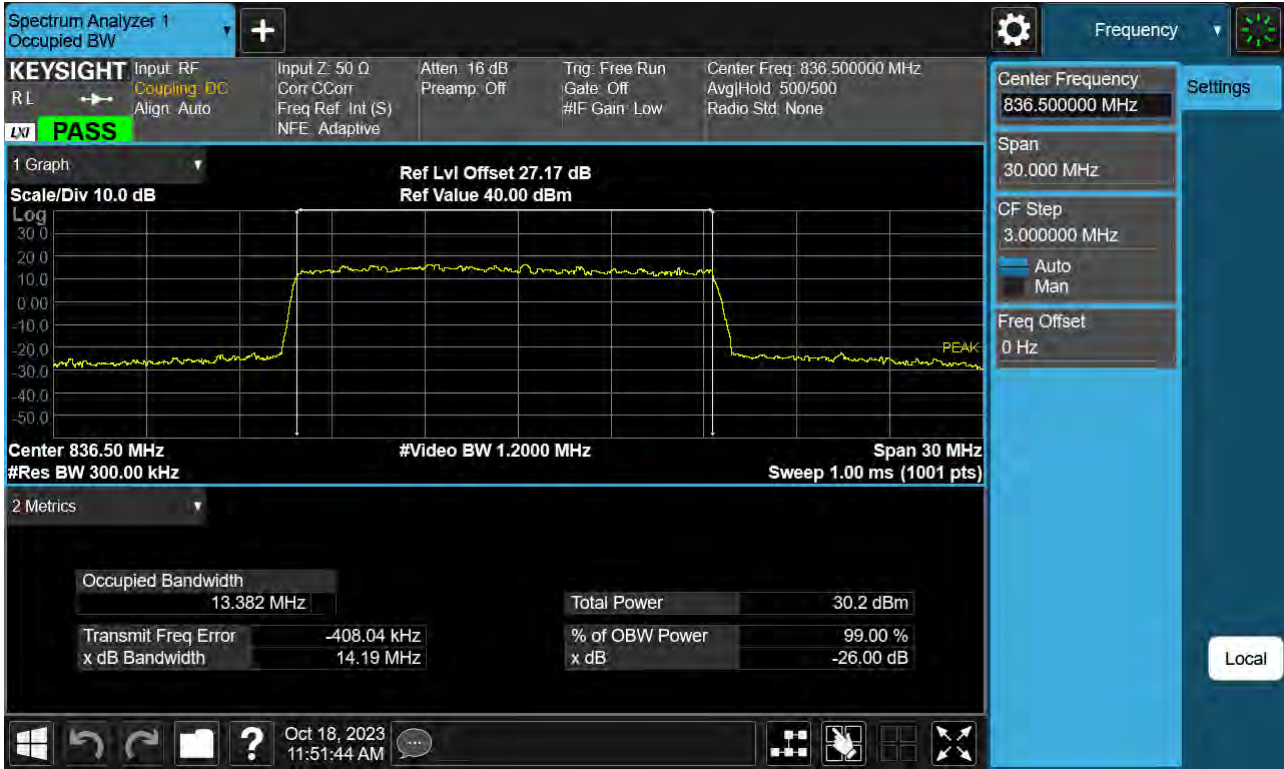 Spectrum Analyzer 1
Occupied BW
Frequency
KEYSIGHT
RL
LXI
PASS
Input: RF
Coupling: DC
Align: Auto
Input Z: 50 Ω
Corr CCorr
Freq Ref: Int (S)
NFE: Adaptive
Atten: 16 dB
Preamp: Off
Trig: Free Run
Gate: Off
#IF Gain: Low
Center Freq: 836.500000 MHz
Avg|Hold: 500/500
Radio Std: None
Center Frequency
836.500000 MHz
Settings
Span
30.000 MHz
CF Step
3.000000 MHz
Auto
Man
Freq Offset
0 Hz
1 Graph
Scale/Div 10.0 dB
Ref Lvl Offset 27.17 dB
Ref Value 40.00 dBm
Log
30.0
20.0
10.0
0.00
-10.0
-20.0
-30.0
-40.0
-50.0
PEAK
Center 836.50 MHz
#Video BW 1.2000 MHz
Span 30 MHz
#Res BW 300.00 kHz
Sweep 1.00 ms (1001 pts)
2 Metrics
Occupied Bandwidth
13.382 MHz
Total Power 30.2 dBm
Transmit Freq Error -408.04 kHz
% of OBW Power 99.00 %
x dB Bandwidth 14.19 MHz
x dB -26.00 dB
Local
?
Oct 18, 2023
11:51:44 AM